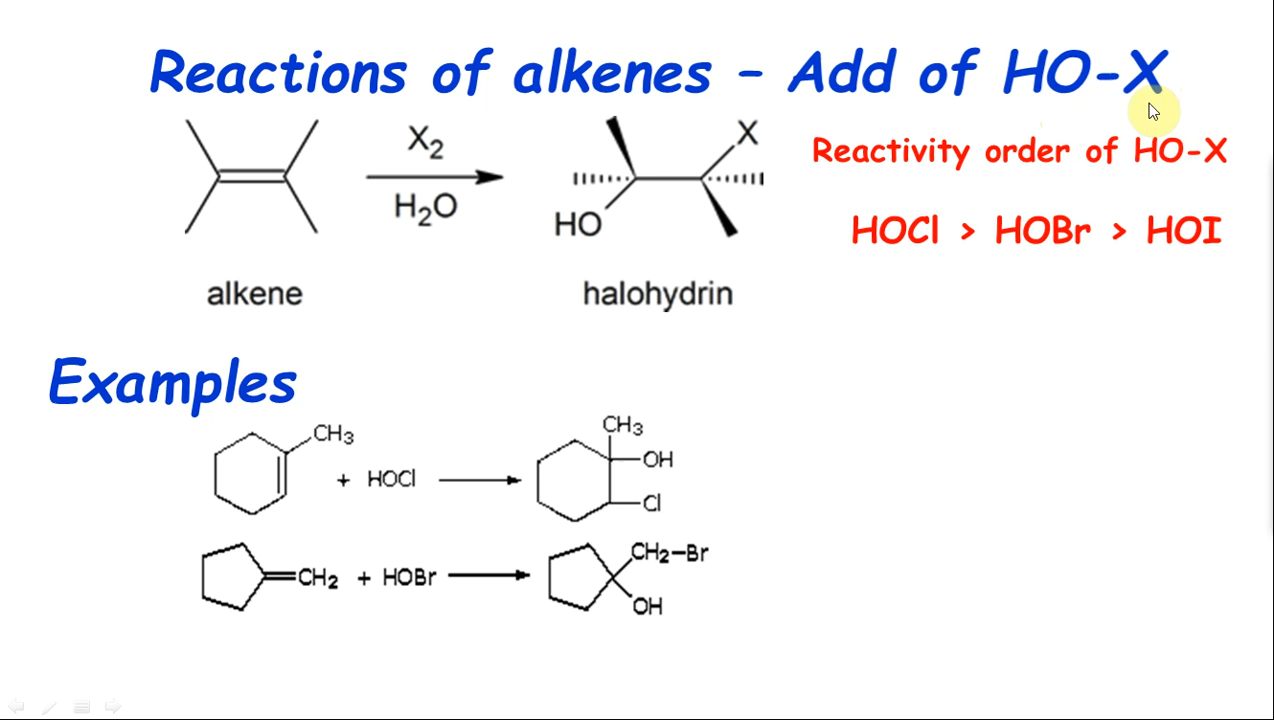 Reactions of alkenes - Add of HO-X
X₂
H₂O
X
HO
alkene
halohydrin
Reactivity order of HO-X
HOCl > HOBr > HOI
Examples
CH₃
+ HOCl
CH₃
OH
Cl
=CH₂ + HOBr
CH₂-Br
OH